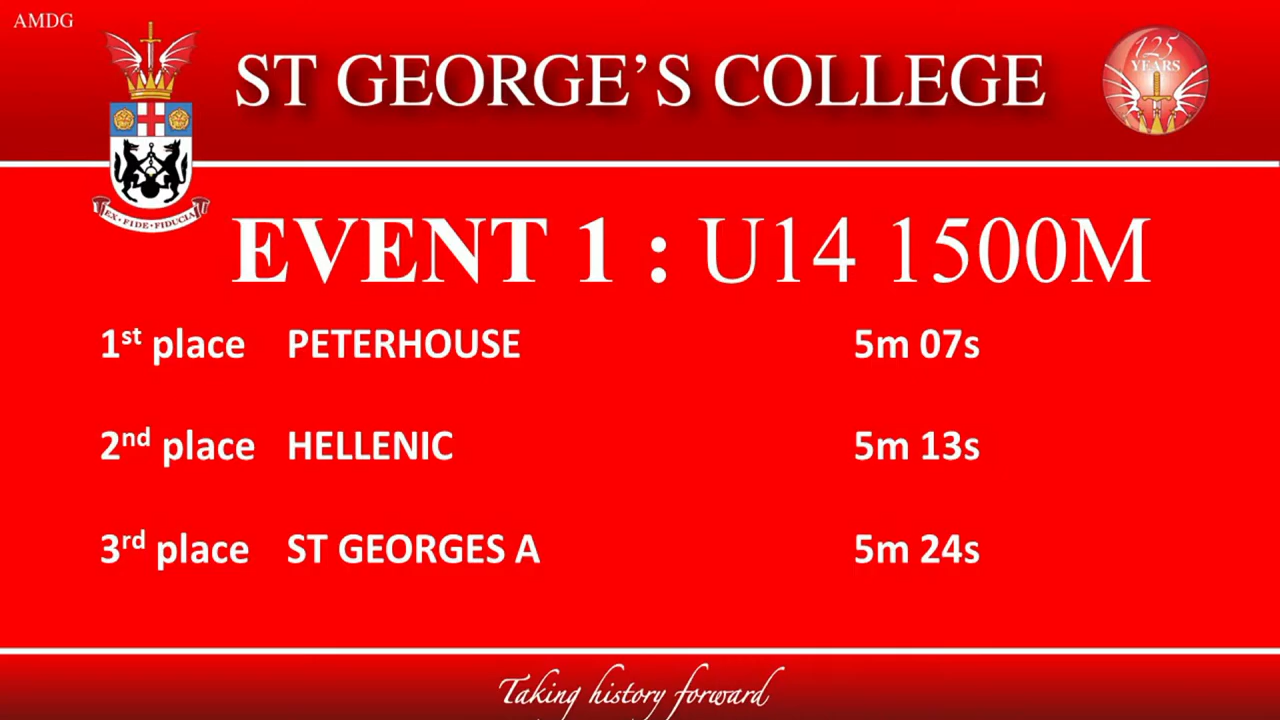 AMDG
ST GEORGE’S COLLEGE
125
YEARS
EX·FIDE·FIDUCIA
EVENT 1 : U14 1500M
1st place PETERHOUSE 5m 07s
2nd place HELLENIC 5m 13s
3rd place ST GEORGES A 5m 24s
Taking history forward